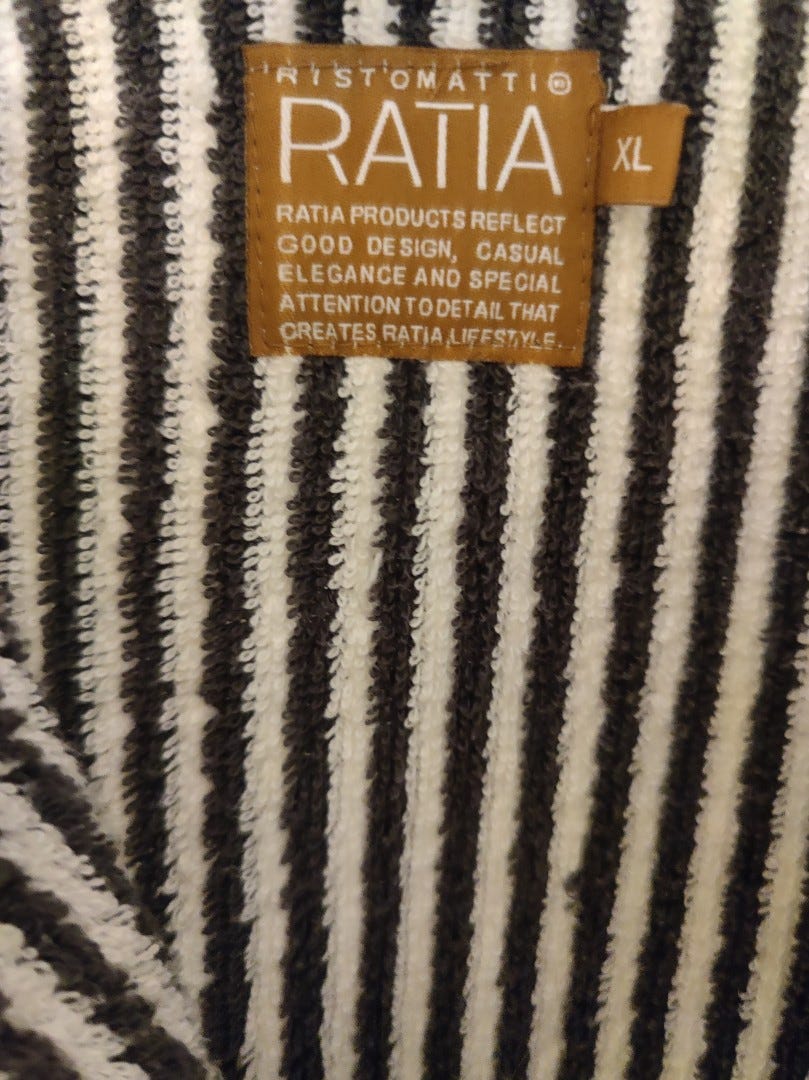 RISTOMATTI®
RATIA
XL
RATIA PRODUCTS REFLECT
GOOD DESIGN, CASUAL
ELEGANCE AND SPECIAL
ATTENTION TO DETAIL THAT
CREATES RATIA LIFESTYLE.